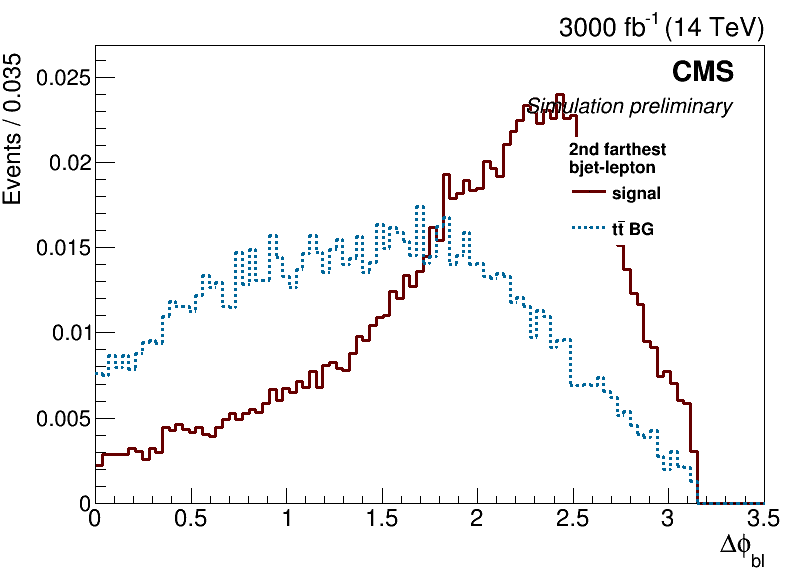 3000 fb⁻¹ (14 TeV)
CMS
Simulation preliminary
Events / 0.035
2nd farthest
bjet-lepton
signal
tt̄ BG
0.025
0.02
0.015
0.01
0.005
0
0 0.5 1 1.5 2 2.5 3 3.5
Δϕ_bl